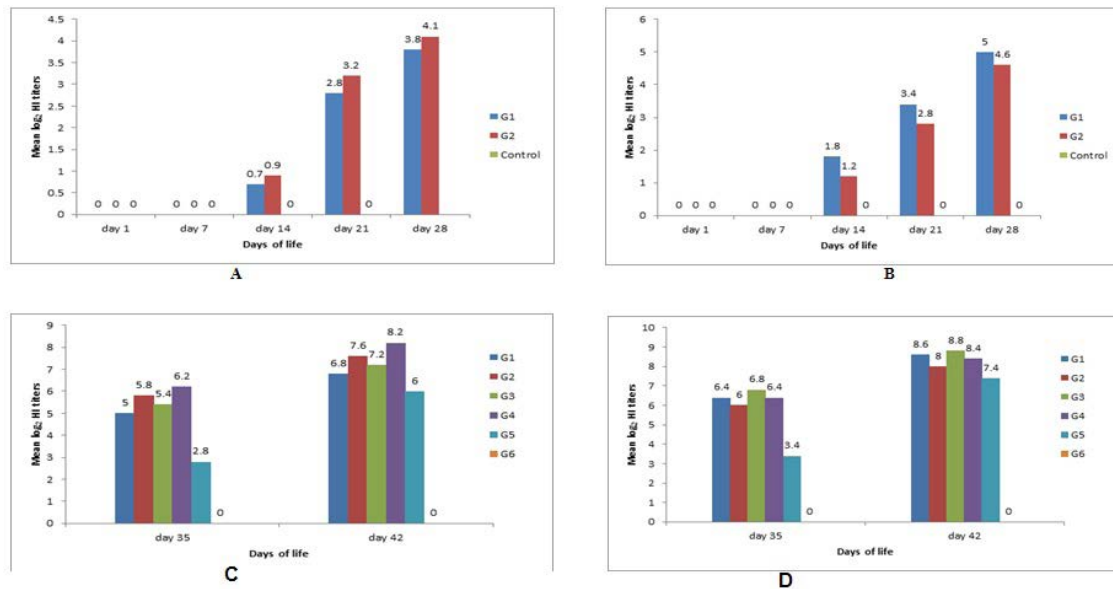 4.5
4
3.5
3
2.5
2
1.5
1
0.5
0
Mean log₂ HI titers
0 0 0
0 0 0
0.7 0.9 0
2.8 3.2 0
3.8 4.1
day 1 day 7 day 14 day 21 day 28
Days of life
G1
G2
Control
A
6
5
4
3
2
1
0
Mean log₂ HI titers
0 0 0
0 0 0
1.8 1.2 0
3.4 2.8 0
5 4.6 0
day 1 day 7 day 14 day 21 day 28
Days of life
G1
G2
Control
B
9
8
7
6
5
4
3
2
1
0
Mean log₂ HI titers
5 5.8 5.4 6.2 2.8 0
6.8 7.6 7.2 8.2 6 0
day 35 day 42
Days of life
G1
G2
G3
G4
G5
G6
C
10
9
8
7
6
5
4
3
2
1
0
Mean log₂ HI titers
6.4 6 6.8 6.4 3.4 0
8.6 8 8.8 8.4 7.4 0
day 35 day 42
Days of life
G1
G2
G3
G4
G5
G6
D